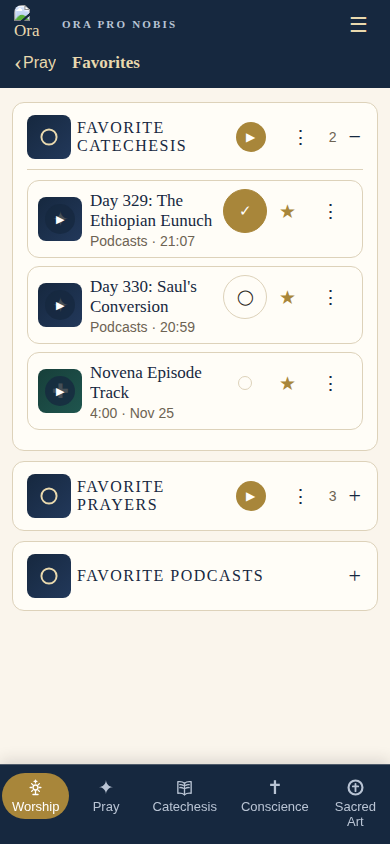 Ora
ORA PRO NOBIS
Pray
Favorites
FAVORITE
CATECHESIS
2
Day 329: The
Ethiopian Eunuch
Podcasts · 21:07
Day 330: Saul's
Conversion
Podcasts · 20:59
Novena Episode
Track
4:00 · Nov 25
FAVORITE
PRAYERS
3
FAVORITE PODCASTS
Worship
Pray
Catechesis
Conscience
Sacred
Art